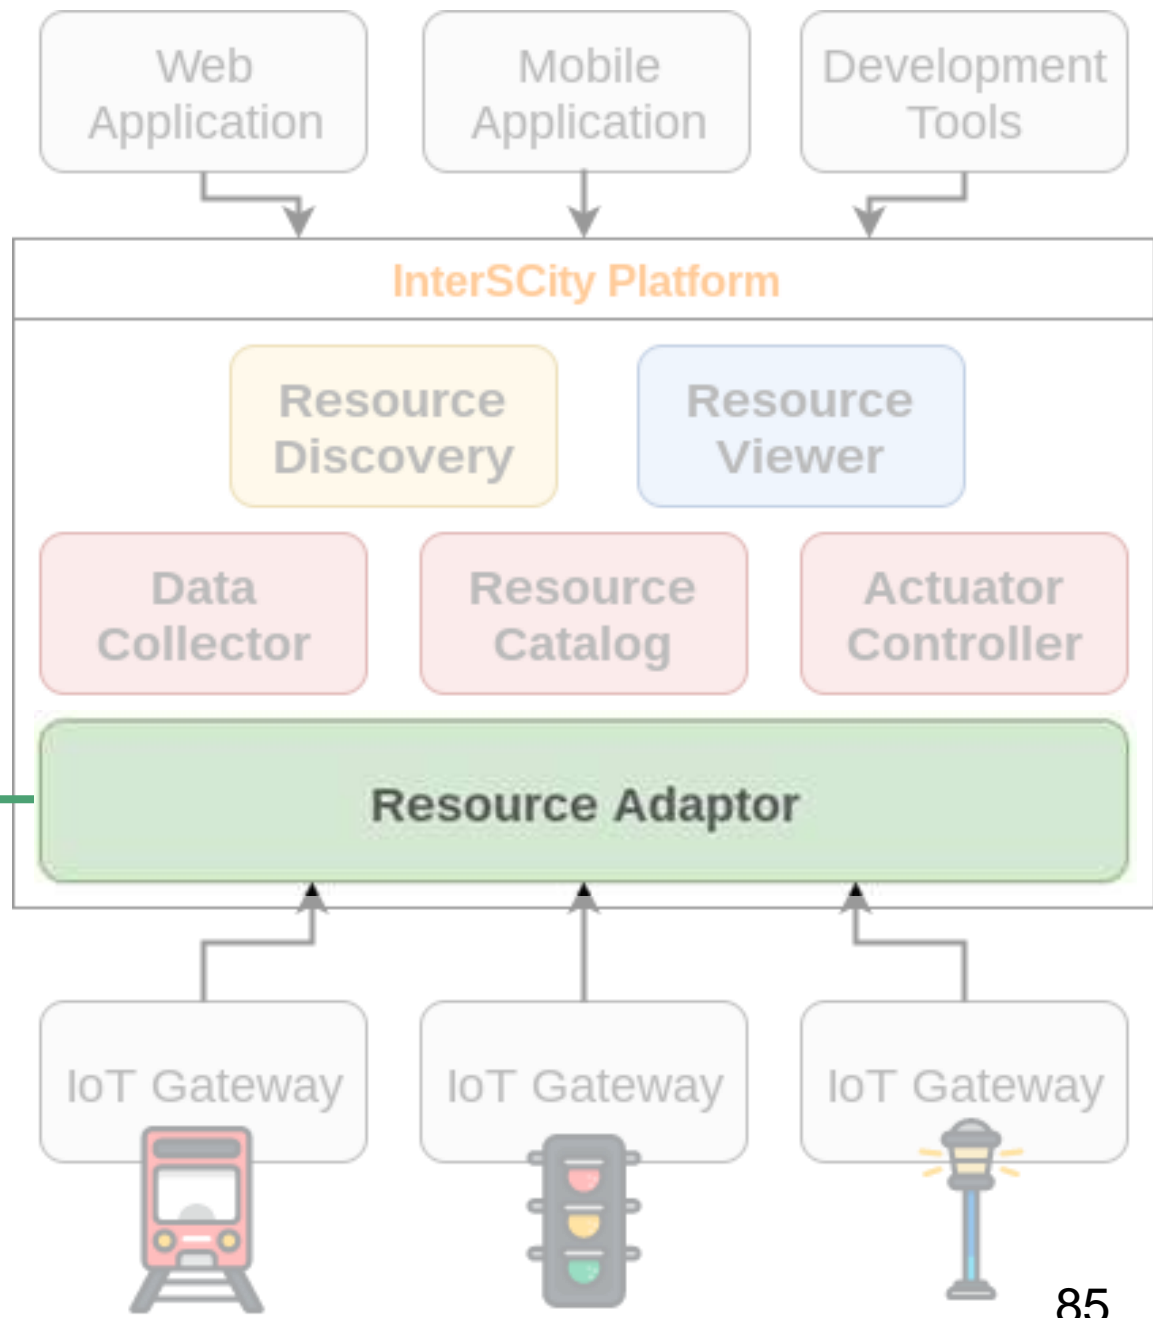 Web
Application
Mobile
Application
Development
Tools
InterSCity Platform
Resource
Discovery
Resource
Viewer
Data
Collector
Resource
Catalog
Actuator
Controller
Resource Adaptor
IoT Gateway
IoT Gateway
IoT Gateway
85